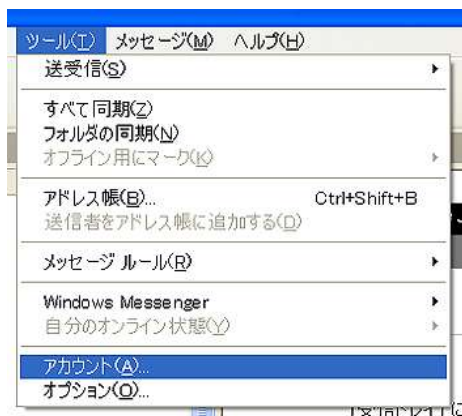 ツール(T) メッセージ(M) ヘルプ(H)
送受信(S)
すべて同期(Z)
フォルダの同期(N)
オフライン用にマーク(K)
アドレス帳(B)... Ctrl+Shift+B
送信者をアドレス帳に追加する(D)
メッセージ ルール(R)
Windows Messenger
自分のオンライン状態(Y)
アカウント(A)...
オプション(O)...